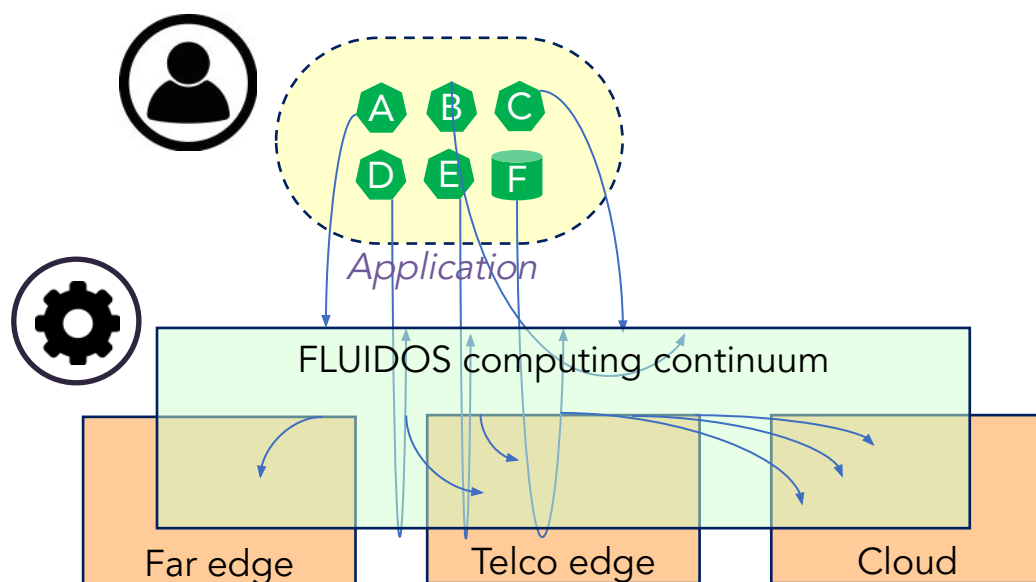 A B C
D E F
Application
FLUIDOS computing continuum
Far edge Telco edge Cloud